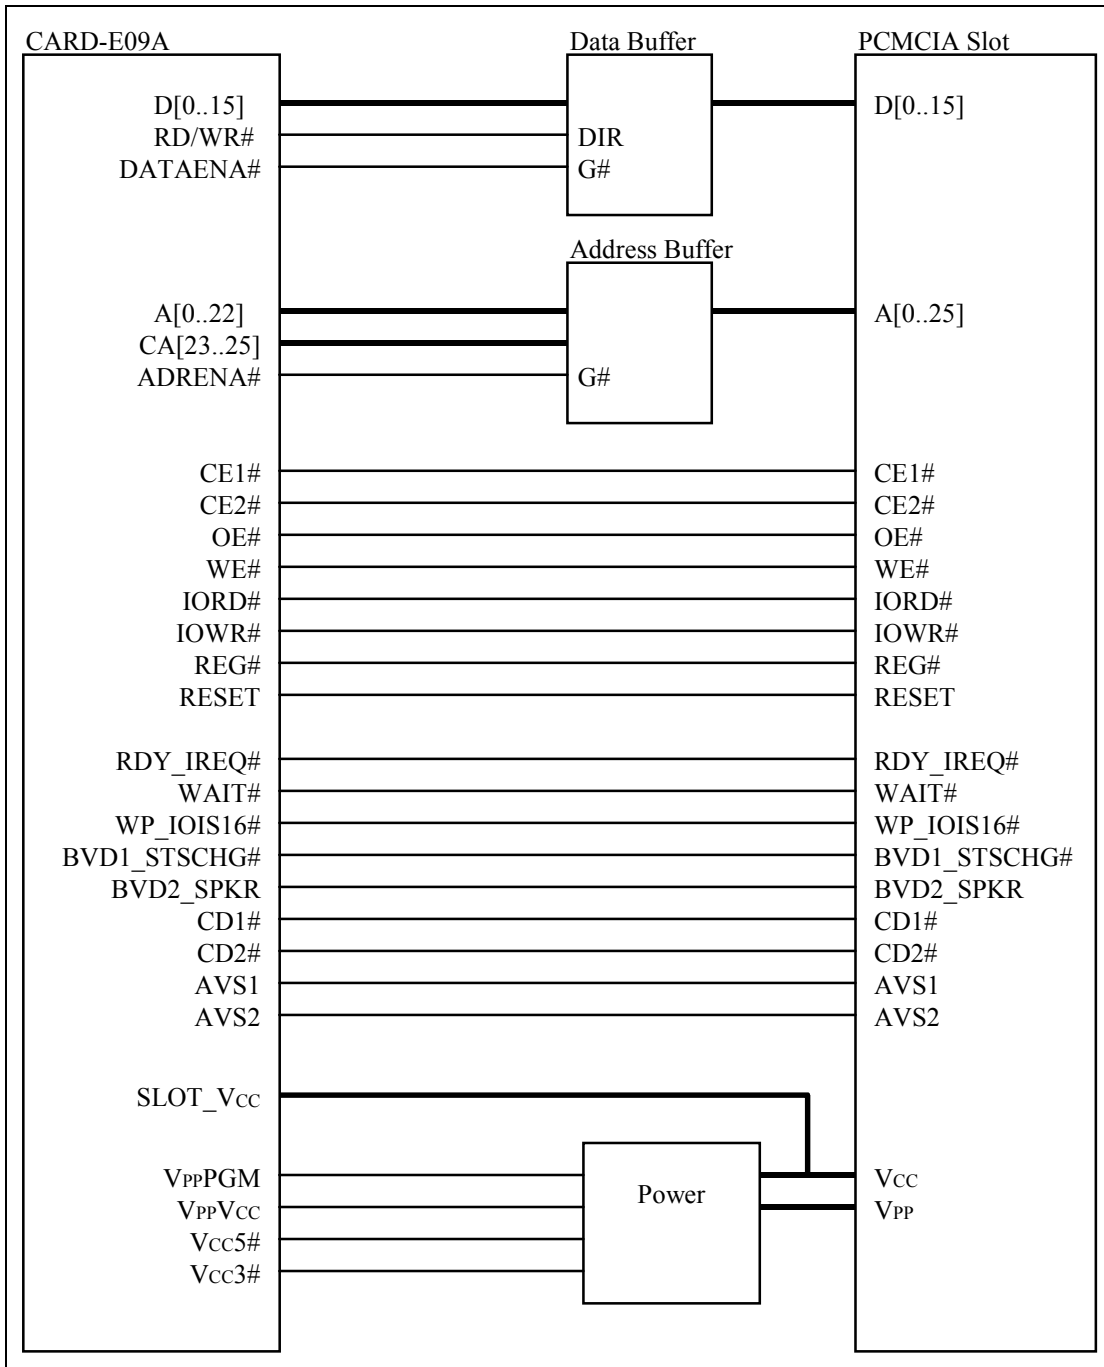 CARD-E09A Data Buffer PCMCIA Slot
D[0..15] D[0..15]
RD/WR# DIR
DATAENA# G#
Address Buffer
A[0..22] A[0..25]
CA[23..25]
ADRENA# G#
CE1# CE1#
CE2# CE2#
OE# OE#
WE# WE#
IORD# IORD#
IOWR# IOWR#
REG# REG#
RESET RESET
RDY_IREQ# RDY_IREQ#
WAIT# WAIT#
WP_IOIS16# WP_IOIS16#
BVD1_STSCHG# BVD1_STSCHG#
BVD2_SPKR BVD2_SPKR
CD1# CD1#
CD2# CD2#
AVS1 AVS1
AVS2 AVS2
SLOT_VCC
VPPPGM Power VCC
VPPVCC VPP
VCC5#
VCC3#